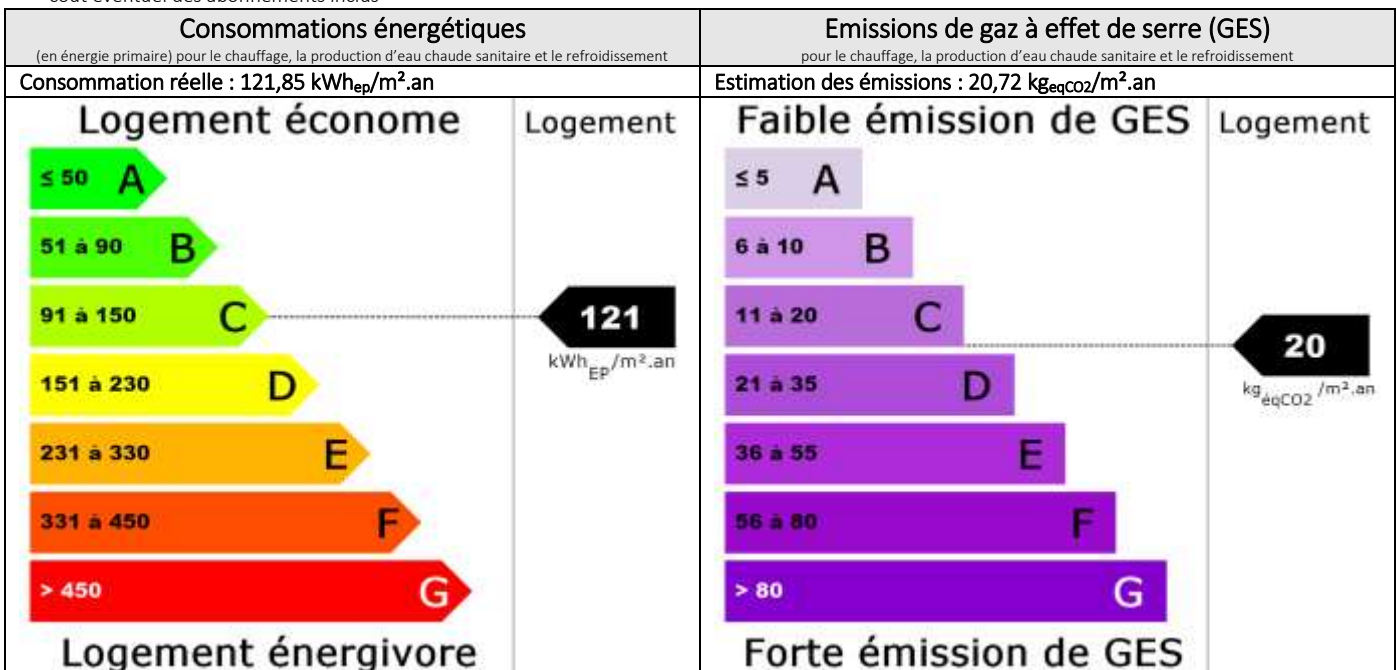 coût éventuel des abonnements inclus
Consommations énergétiques
(en énergie primaire) pour le chauffage, la production d’eau chaude sanitaire et le refroidissement
Consommation réelle : 121,85 kWhep/m².an
Logement économe
Logement
≤ 50 A
51 à 90 B
91 à 150 C
121
kWhEP/m².an
151 à 230 D
231 à 330 E
331 à 450 F
> 450 G
Logement énergivore
Emissions de gaz à effet de serre (GES)
pour le chauffage, la production d’eau chaude sanitaire et le refroidissement
Estimation des émissions : 20,72 kgeqCO2/m².an
Faible émission de GES
Logement
≤ 5 A
6 à 10 B
11 à 20 C
20
kgéqCO2 /m².an
21 à 35 D
36 à 55 E
56 à 80 F
> 80 G
Forte émission de GES